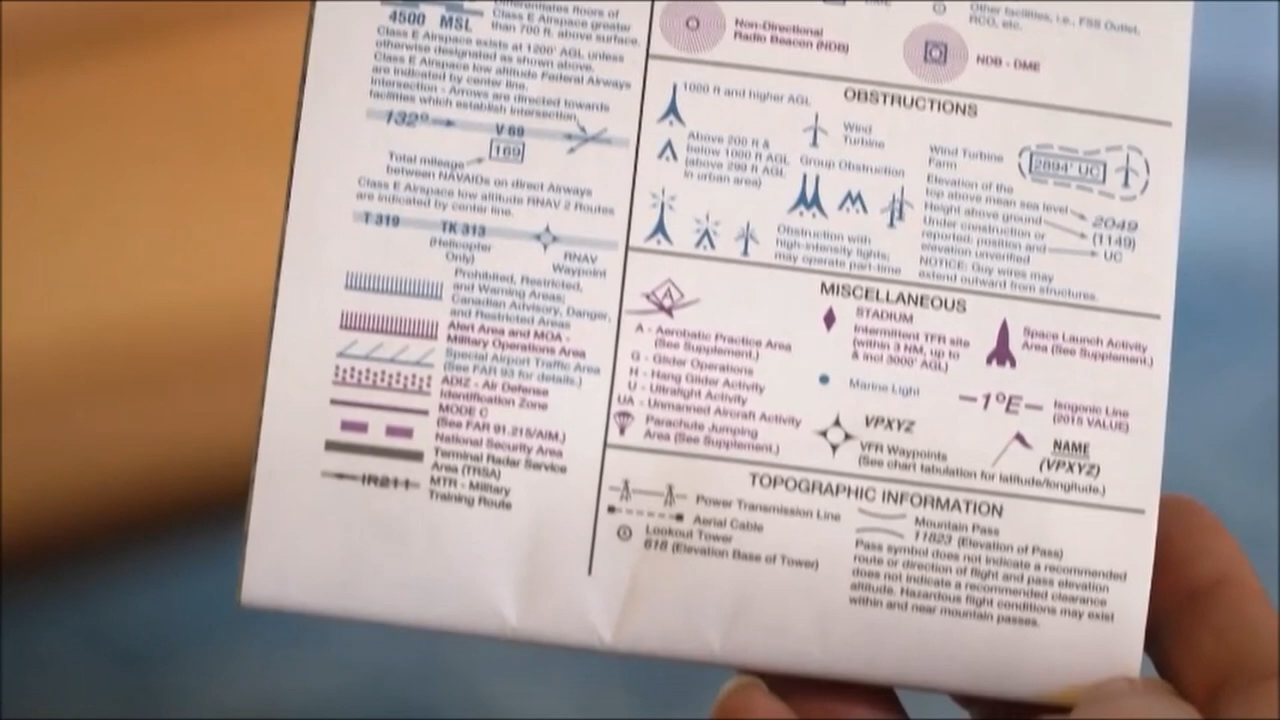 4500 MSL
Differentiates floors of
Class E Airspace greater
than 700 ft. above surface.
Class E Airspace exists at 1200' AGL unless
otherwise designated as shown above.
Class E Airspace low altitude Federal Airways
are indicated by center line.
Intersection - Arrows are directed towards
facilities which establish intersection.
132°
V 69
169
Total mileage
between NAVAIDs on direct Airways
Class E Airspace low altitude RNAV 2 Routes
are indicated by center line.
T 319
TK 313
(Helicopter
Only)
RNAV
Waypoint
Prohibited, Restricted,
and Warning Areas;
Canadian Advisory, Danger,
and Restricted Areas
Alert Area and MOA -
Military Operations Area
Special Airport Traffic Area
(See FAR 93 for details.)
ADIZ - Air Defense
Identification Zone
MODE C
(See FAR 91.215/AIM.)
National Security Area
Terminal Radar Service
Area (TRSA)
IR211
MTR - Military
Training Route
Non-Directional
Radio Beacon (NDB)
Other facilities, i.e., FSS Outlet,
RCO, etc.
NDB - DME
OBSTRUCTIONS
1000 ft and higher AGL
Above 200 ft &
below 1000 ft AGL
(above 299 ft AGL
in urban area)
Wind
Turbine
Group Obstruction
Obstruction with
high-intensity lights;
may operate part-time
Wind Turbine
Farm
2894' UC
Elevation of the
top above mean sea level
2049
Height above ground
(1149)
Under construction or
reported; position and
elevation unverified
UC
NOTICE: Guy wires may
extend outward from structures.
MISCELLANEOUS
A
A - Aerobatic Practice Area
(See Supplement.)
G - Glider Operations
H - Hang Glider Activity
U - Ultralight Activity
UA - Unmanned Aircraft Activity
Parachute Jumping
Area (See Supplement.)
STADIUM
Intermittent TFR site
(within 3 NM, up to
& incl 3000' AGL)
Marine Light
VPXYZ
VFR Waypoints
(See chart tabulation for latitude/longitude.)
Space Launch Activity
Area (See Supplement.)
1°E
Isogonic Line
(2015 VALUE)
NAME
(VPXYZ)
TOPOGRAPHIC INFORMATION
Power Transmission Line
Aerial Cable
Lookout Tower
618 (Elevation Base of Tower)
Mountain Pass
11823 (Elevation of Pass)
Pass symbol does not indicate a recommended
route or direction of flight and pass elevation
does not indicate a recommended clearance
altitude. Hazardous flight conditions may exist
within and near mountain passes.